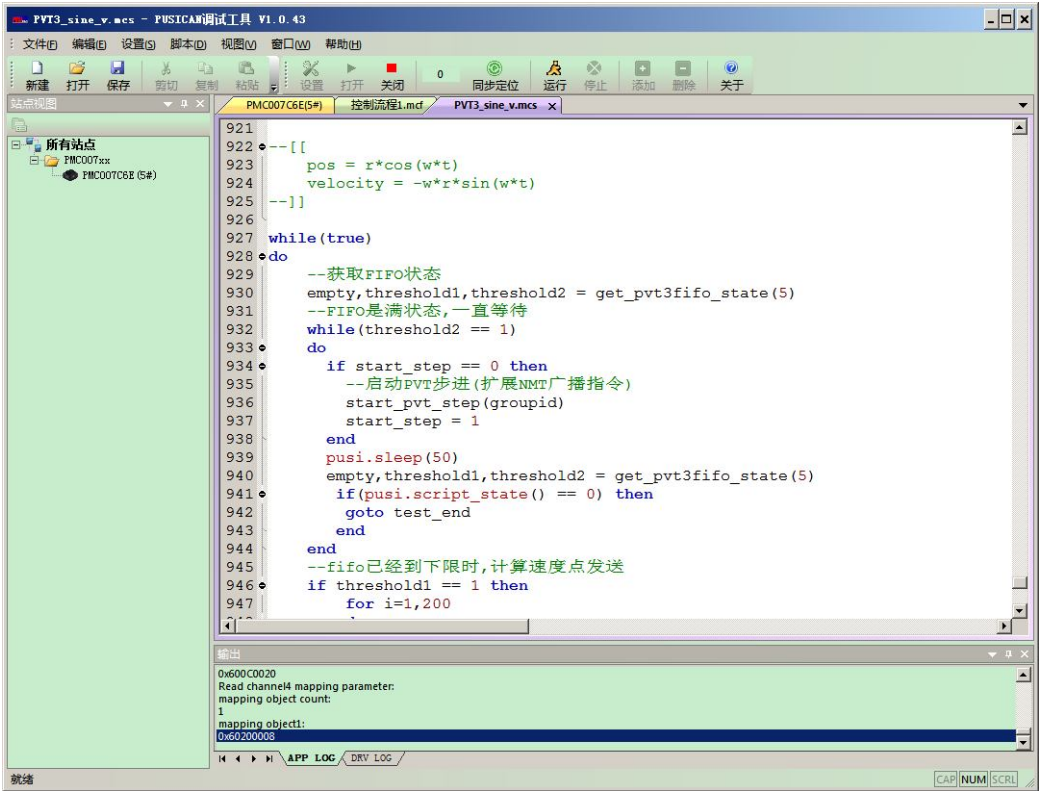 PVT3_sine_v.mcs - PUSICAN调试工具 V1.0.43
文件(F) 编辑(E) 设置(S) 脚本(D) 视图(V) 窗口(W) 帮助(H)
新建 打开 保存 剪切 复制 粘贴 设置 打开 关闭 0 同步定位 运行 停止 添加 删除 关于
站点视图
PMC007C6E(5#) 控制流程1.mcf PVT3_sine_v.mcs x
所有站点
PMC007xx
PMC007C6E(5#)
921
922 --[[
923 pos = r*cos(w*t)
924 velocity = -w*r*sin(w*t)
925 --]]
926
927 while(true)
928 do
929 --获取FIFO状态
930 empty,threshold1,threshold2 = get_pvt3fifo_state(5)
931 --FIFO是满状态,一直等待
932 while(threshold2 == 1)
933 do
934 if start_step == 0 then
935 --启动PVT步进(扩展NMT广播指令)
936 start_pvt_step(groupid)
937 start_step = 1
938 end
939 pusi.sleep(50)
940 empty,threshold1,threshold2 = get_pvt3fifo_state(5)
941 if(pusi.script_state() == 0) then
942 goto test_end
943 end
944 end
945 --fifo已经到下限时,计算速度点发送
946 if threshold1 == 1 then
947 for i=1,200
输出
0x600C0020
Read channel4 mapping parameter:
mapping object count:
1
mapping object1:
0x60200008
APP LOG DRV LOG
就绪
CAP NUM SCRL